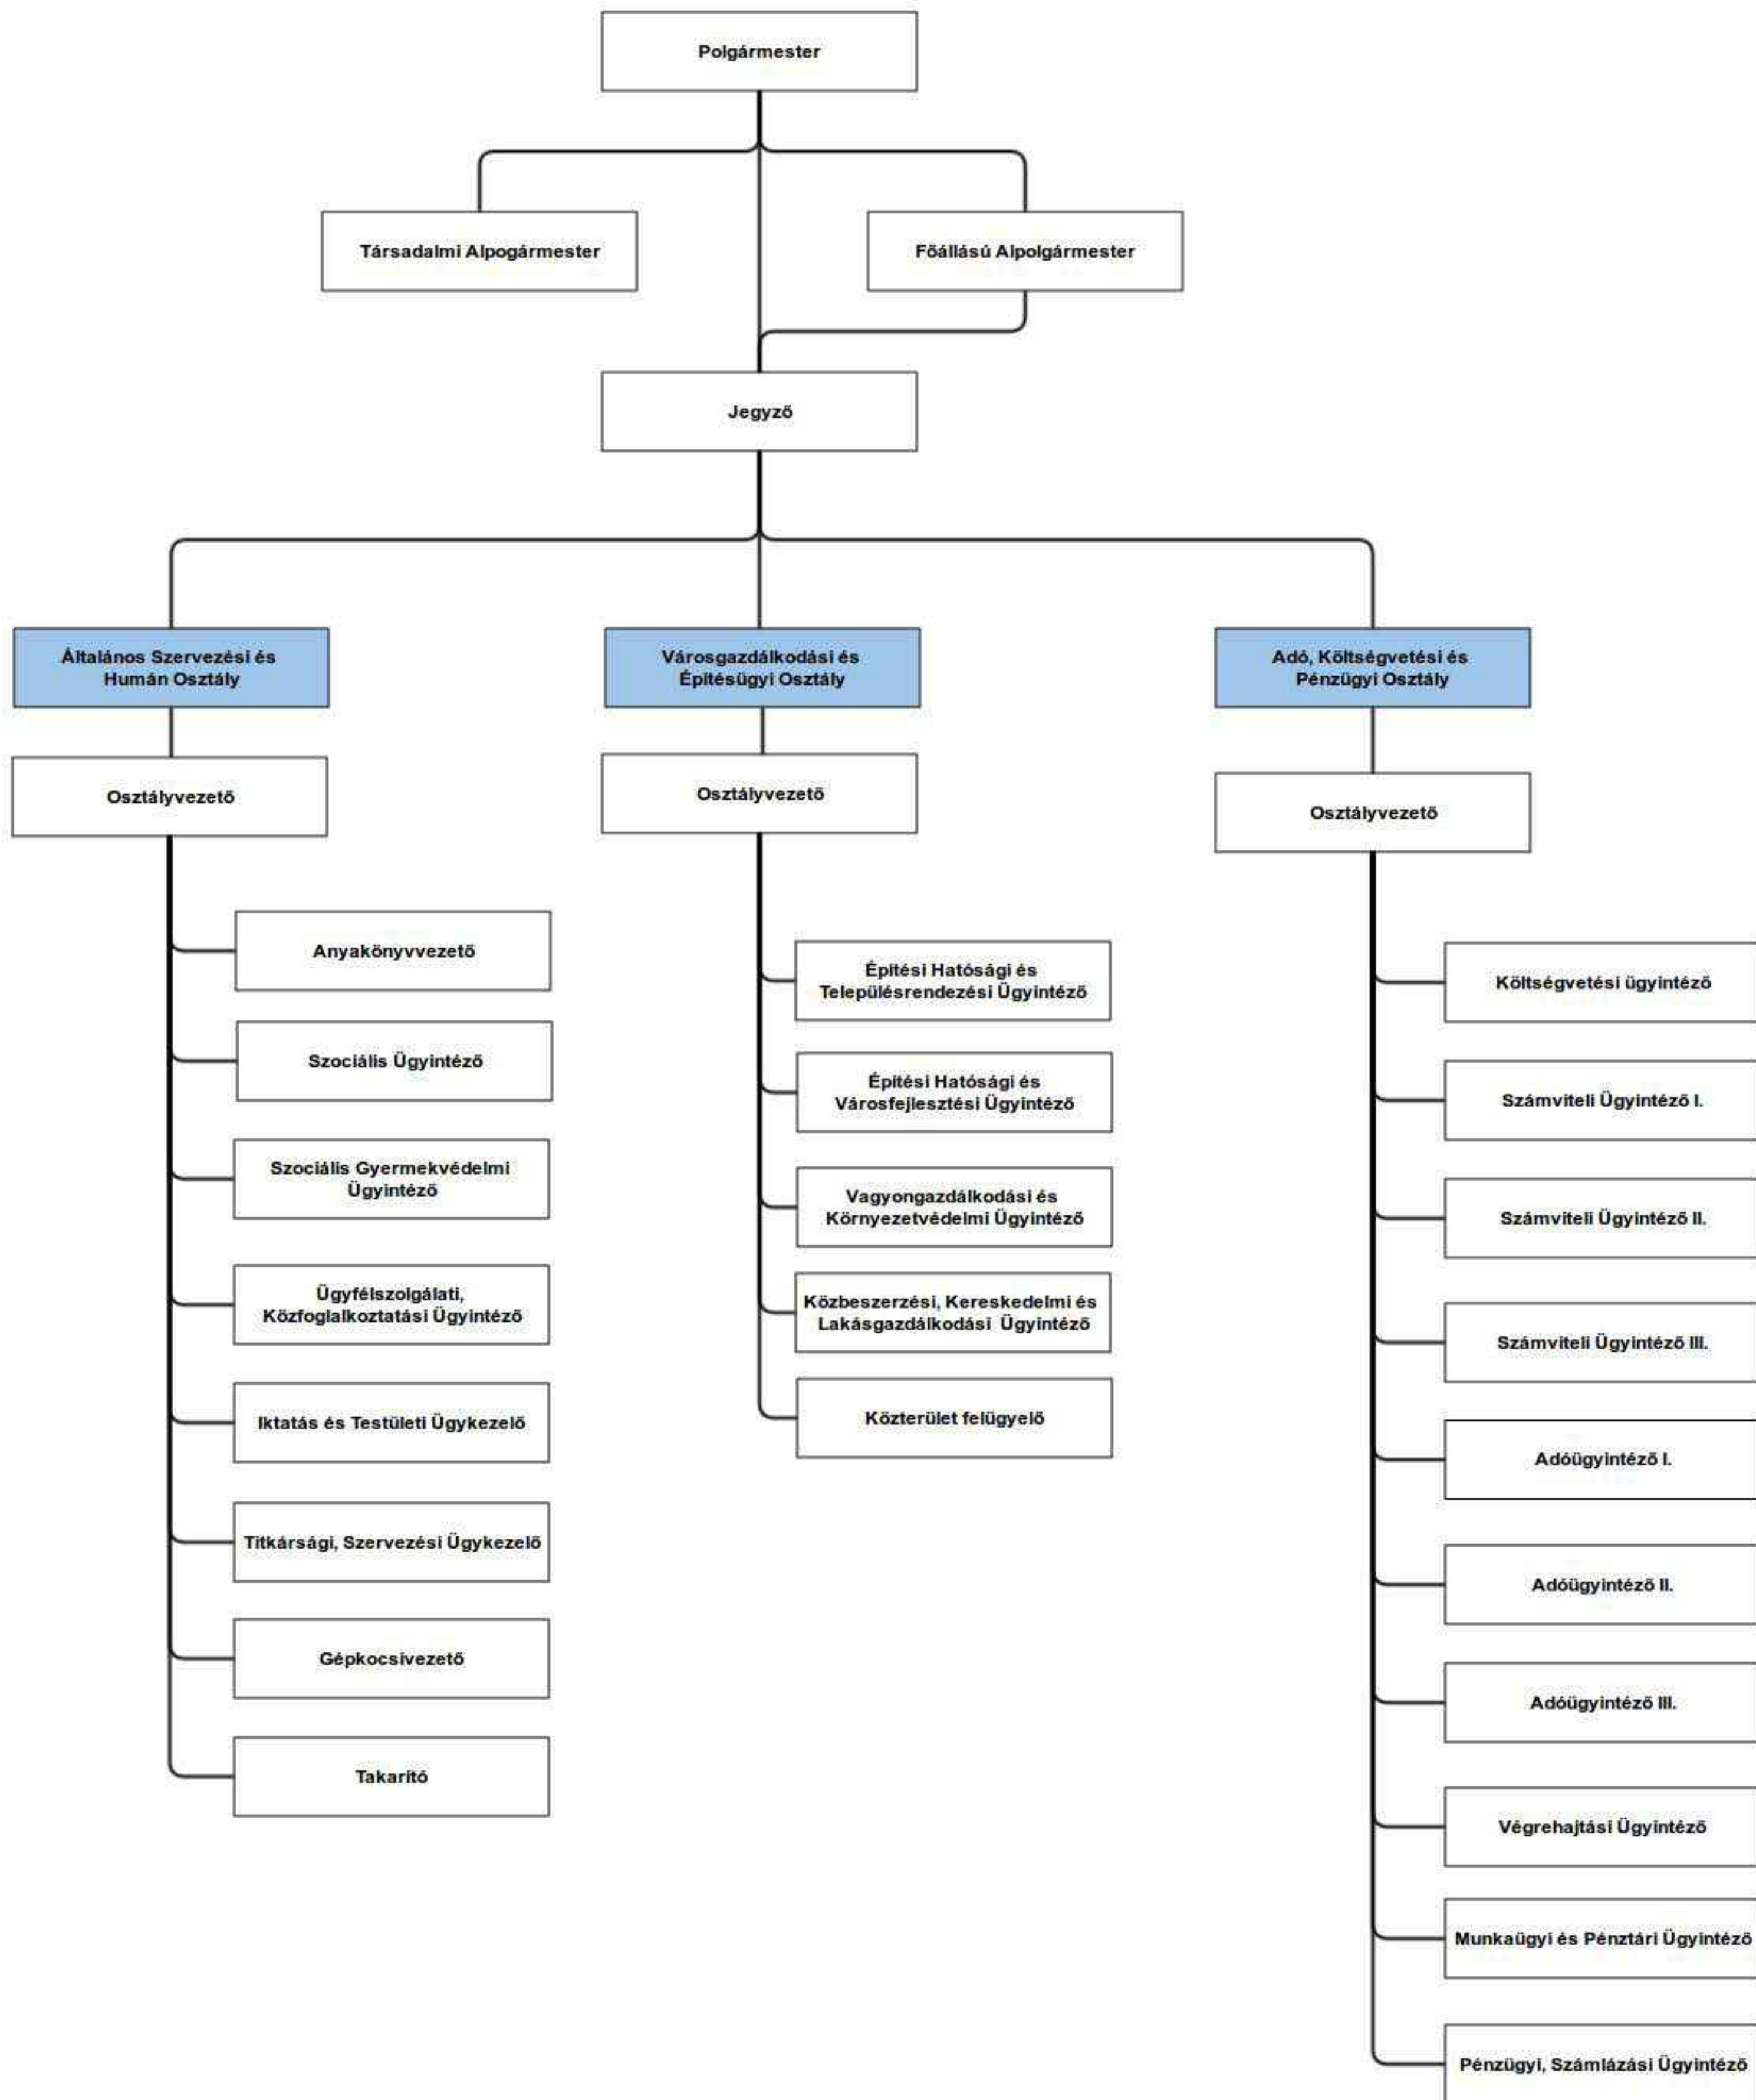 Polgármester
Társadalmi Alpogármester
Főállású Alpolgármester
Jegyző
Általános Szervezési és
Humán Osztály
Osztályvezető
Anyakönyvvezető
Szociális Ügyintéző
Szociális Gyermekvédelmi
Ügyintéző
Ügyfélszolgálati,
Közfoglalkoztatási Ügyintéző
Iktatás és Testületi Ügykezelő
Titkársági, Szervezési Ügykezelő
Gépkocsivezető
Takarító
Városgazdálkodási és
Építésügyi Osztály
Osztályvezető
Építési Hatósági és
Településrendezési Ügyintéző
Építési Hatósági és
Városfejlesztési Ügyintéző
Vagyongazdálkodási és
Környezetvédelmi Ügyintéző
Közbeszerzési, Kereskedelmi és
Lakásgazdálkodási Ügyintéző
Közterület felügyelő
Adó, Költségvetési és
Pénzügyi Osztály
Osztályvezető
Költségvetési ügyintéző
Számviteli Ügyintéző I.
Számviteli Ügyintéző II.
Számviteli Ügyintéző III.
Adóügyintéző I.
Adóügyintéző II.
Adóügyintéző III.
Végrehajtási Ügyintéző
Munkaügyi és Pénztári Ügyintéző
Pénzügyi, Számlázási Ügyintéző